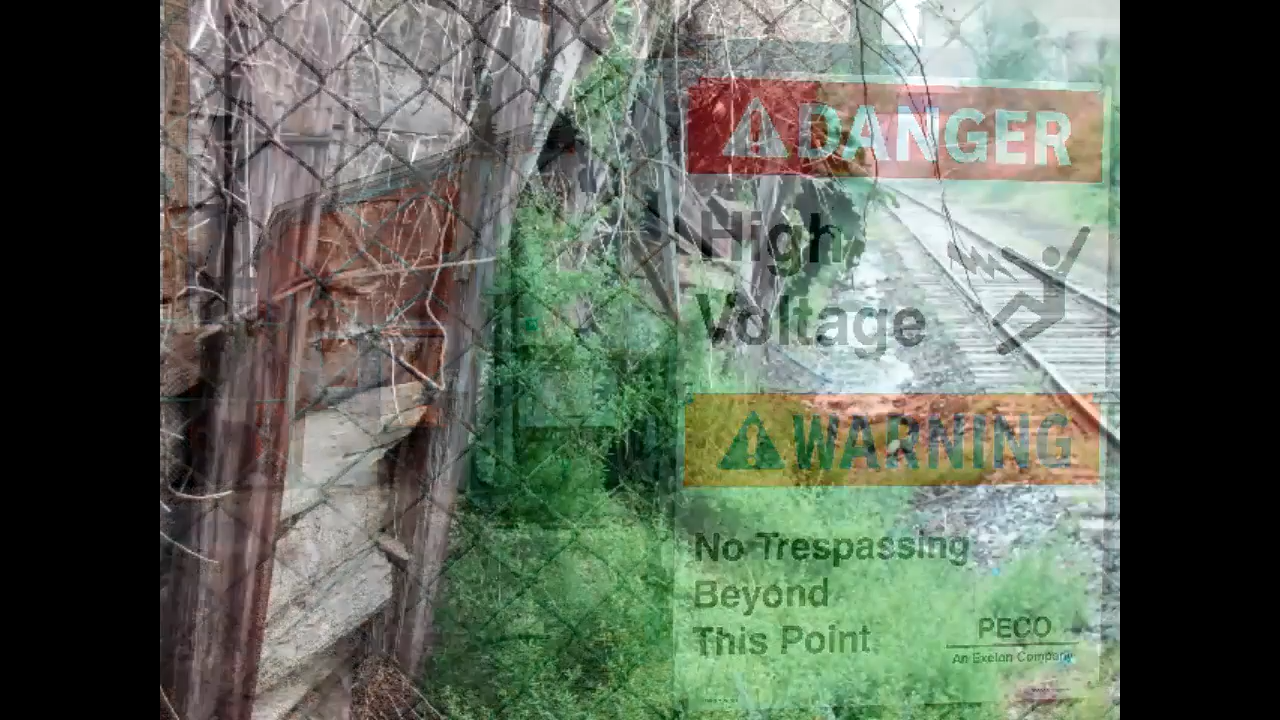 DANGER
High
Voltage
WARNING
No Trespassing
Beyond
This Point
PECO
An Exelon Company